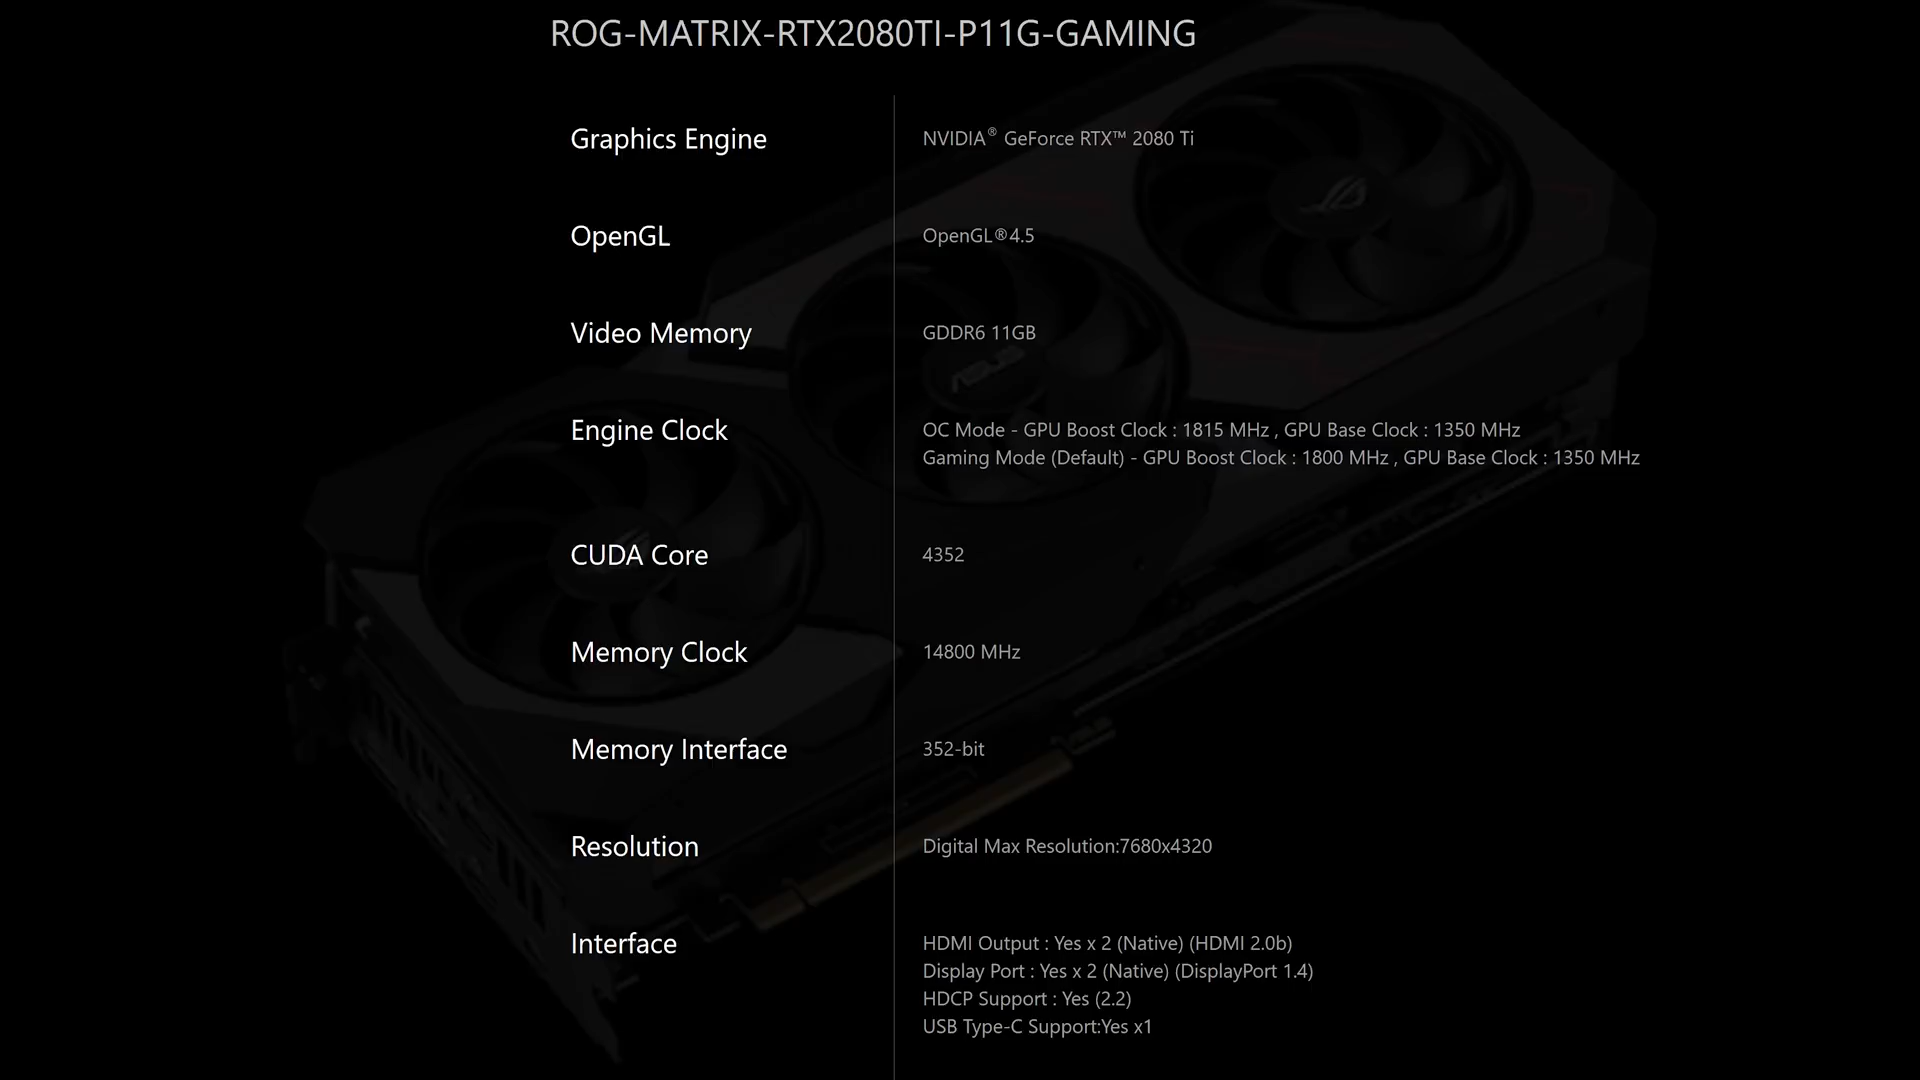 ROG-MATRIX-RTX2080TI-P11G-GAMING
Graphics Engine
NVIDIA® GeForce RTX™ 2080 Ti
OpenGL
OpenGL®4.5
Video Memory
GDDR6 11GB
Engine Clock
OC Mode - GPU Boost Clock : 1815 MHz , GPU Base Clock : 1350 MHz
Gaming Mode (Default) - GPU Boost Clock : 1800 MHz , GPU Base Clock : 1350 MHz
CUDA Core
4352
Memory Clock
14800 MHz
Memory Interface
352-bit
Resolution
Digital Max Resolution:7680x4320
Interface
HDMI Output : Yes x 2 (Native) (HDMI 2.0b)
Display Port : Yes x 2 (Native) (DisplayPort 1.4)
HDCP Support : Yes (2.2)
USB Type-C Support:Yes x1